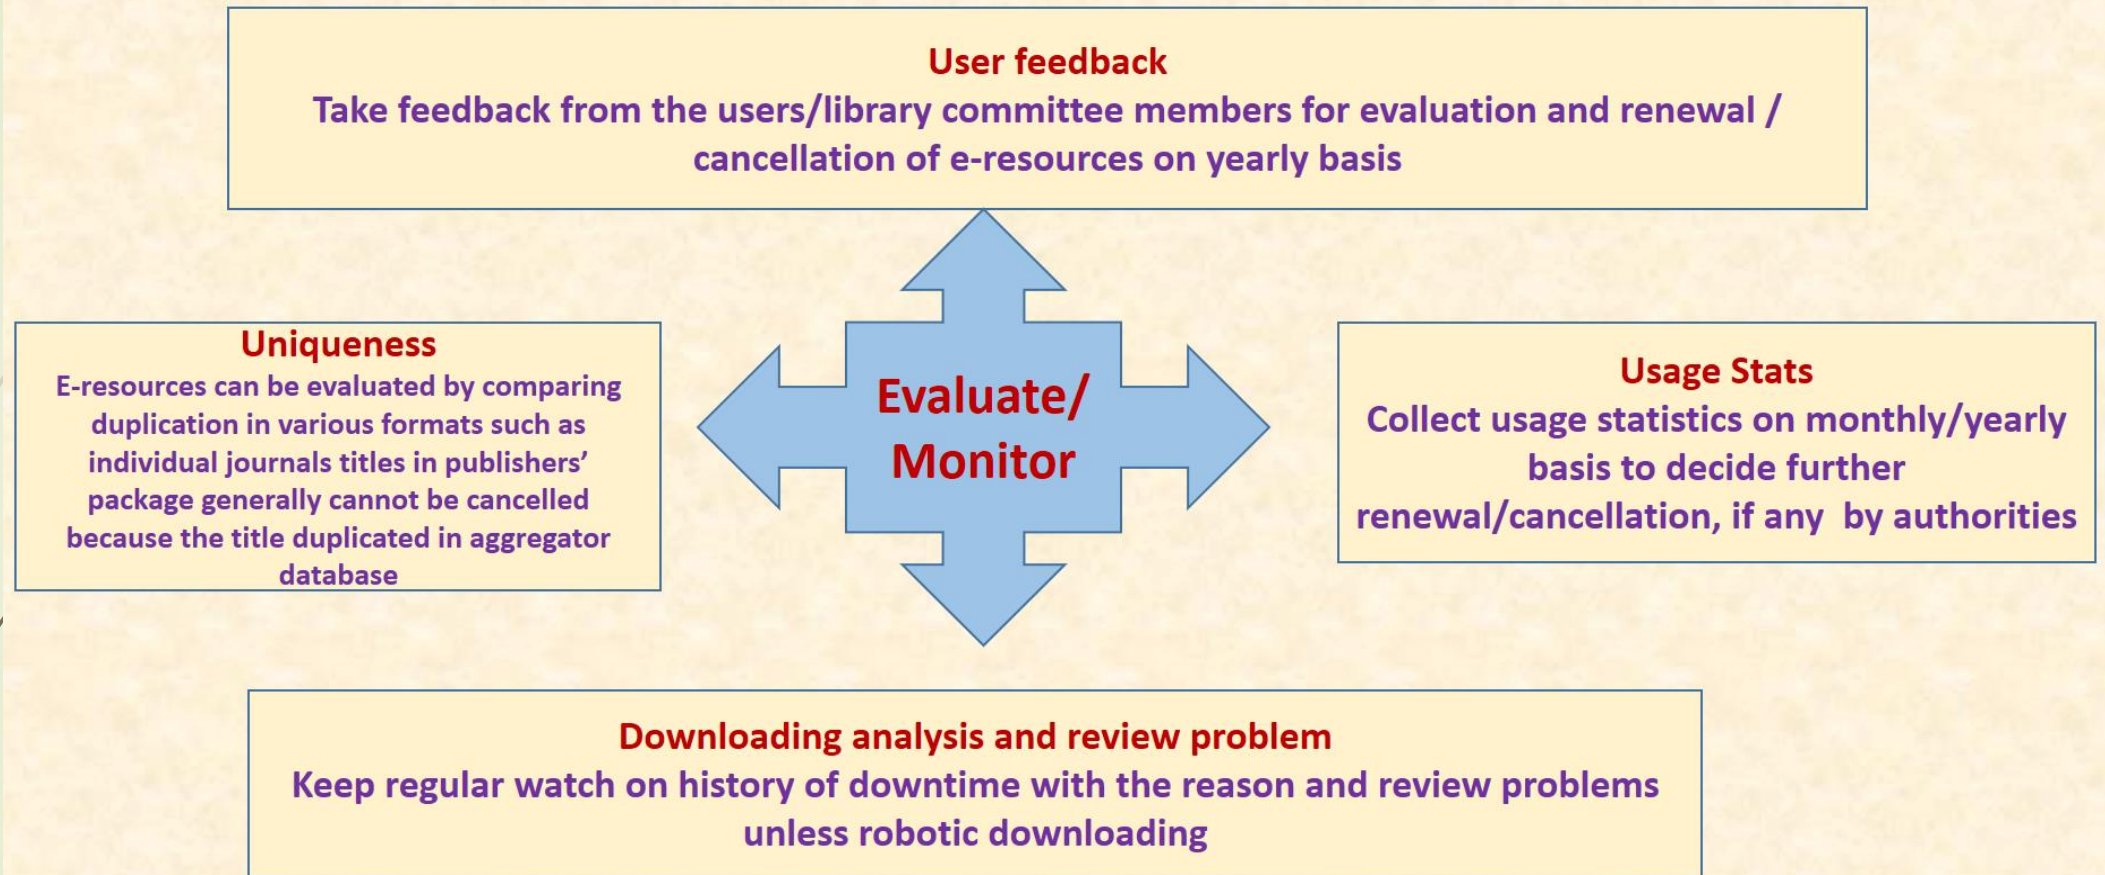 User feedback
Take feedback from the users/library committee members for evaluation and renewal /
cancellation of e-resources on yearly basis
Uniqueness
E-resources can be evaluated by comparing
duplication in various formats such as
individual journals titles in publishers’
package generally cannot be cancelled
because the title duplicated in aggregator
database
Evaluate/
Monitor
Usage Stats
Collect usage statistics on monthly/yearly
basis to decide further
renewal/cancellation, if any by authorities
Downloading analysis and review problem
Keep regular watch on history of downtime with the reason and review problems
unless robotic downloading